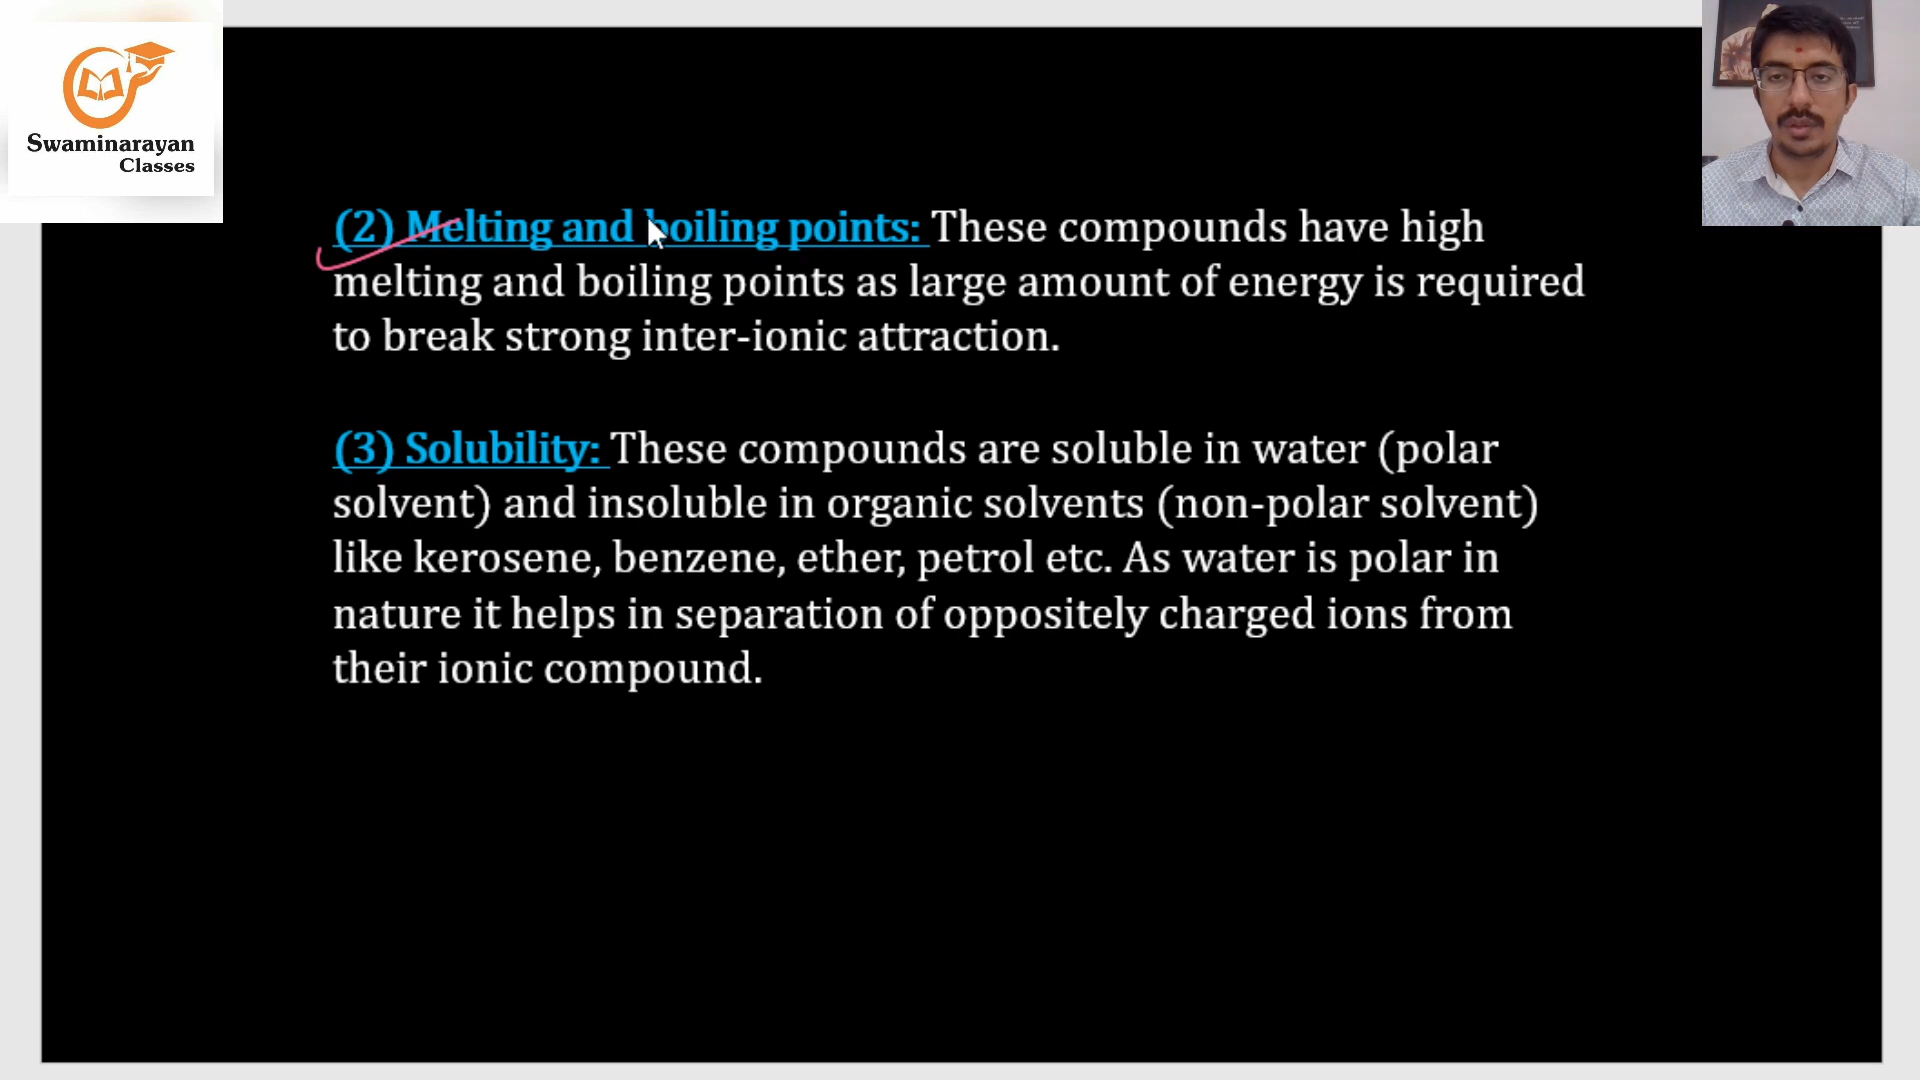 Swaminarayan
Classes
(2) Melting and boiling points: These compounds have high
melting and boiling points as large amount of energy is required
to break strong inter-ionic attraction.
(3) Solubility: These compounds are soluble in water (polar
solvent) and insoluble in organic solvents (non-polar solvent)
like kerosene, benzene, ether, petrol etc. As water is polar in
nature it helps in separation of oppositely charged ions from
their ionic compound.